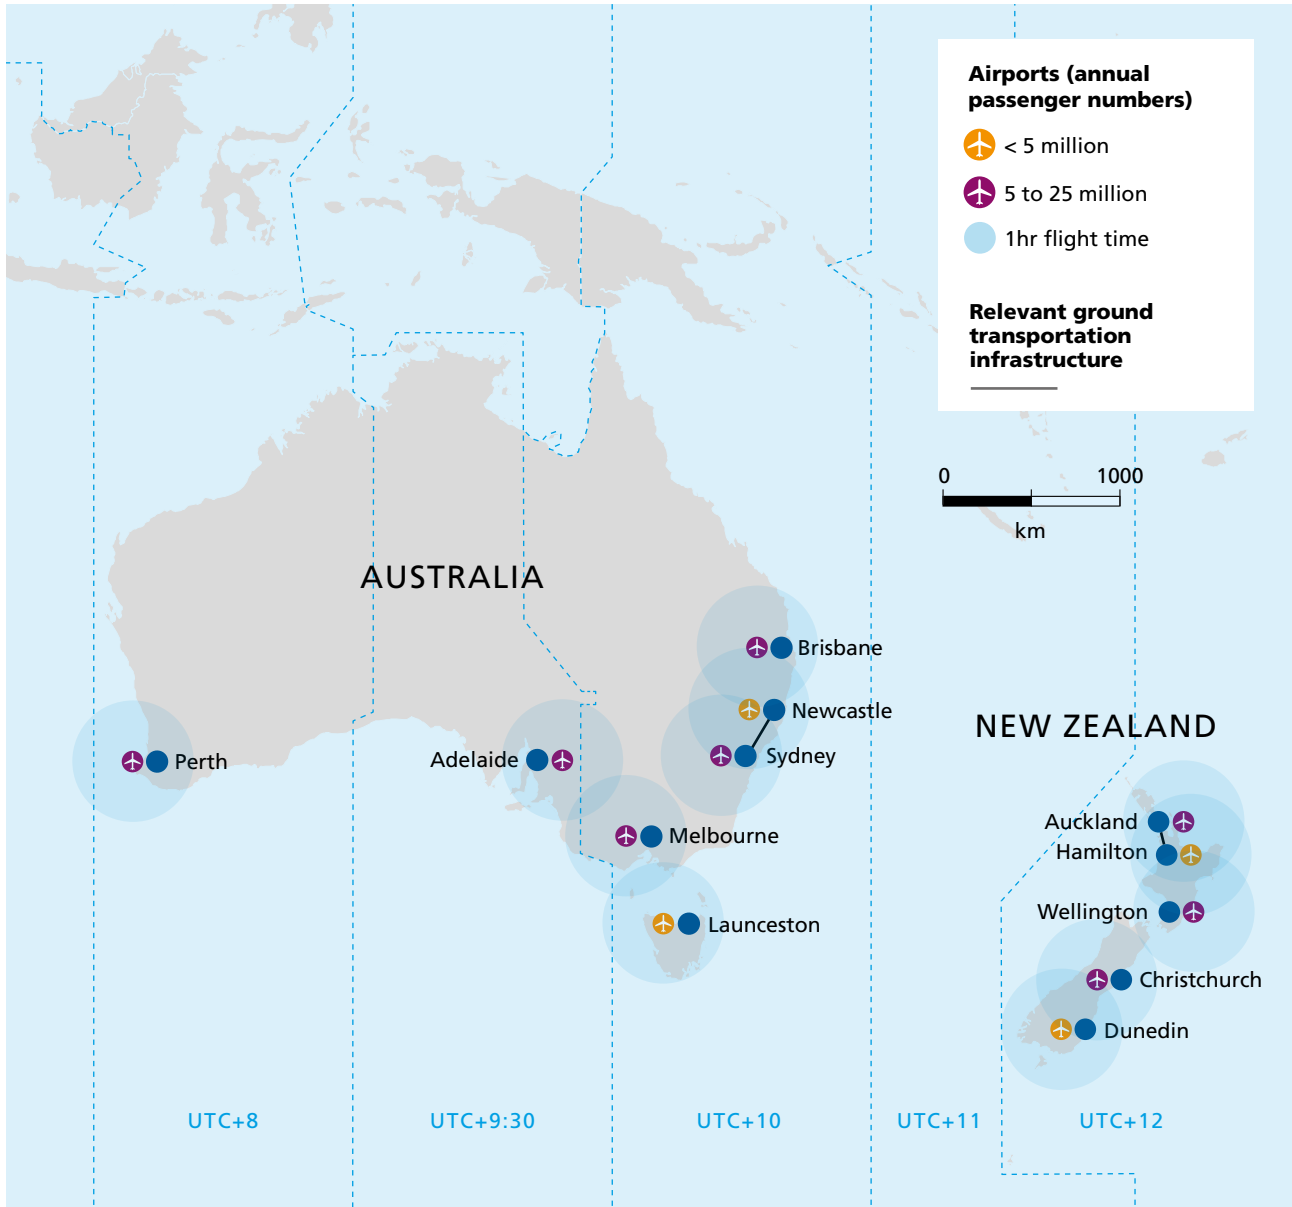 Airports (annual
passenger numbers)
< 5 million
5 to 25 million
1hr flight time
Relevant ground
transportation
infrastructure
0 1000
km
AUSTRALIA
Brisbane
Newcastle
NEW ZEALAND
Perth
Adelaide
Sydney
Auckland
Melbourne
Hamilton
Wellington
Launceston
Christchurch
Dunedin
UTC+8 UTC+9:30 UTC+10 UTC+11 UTC+12